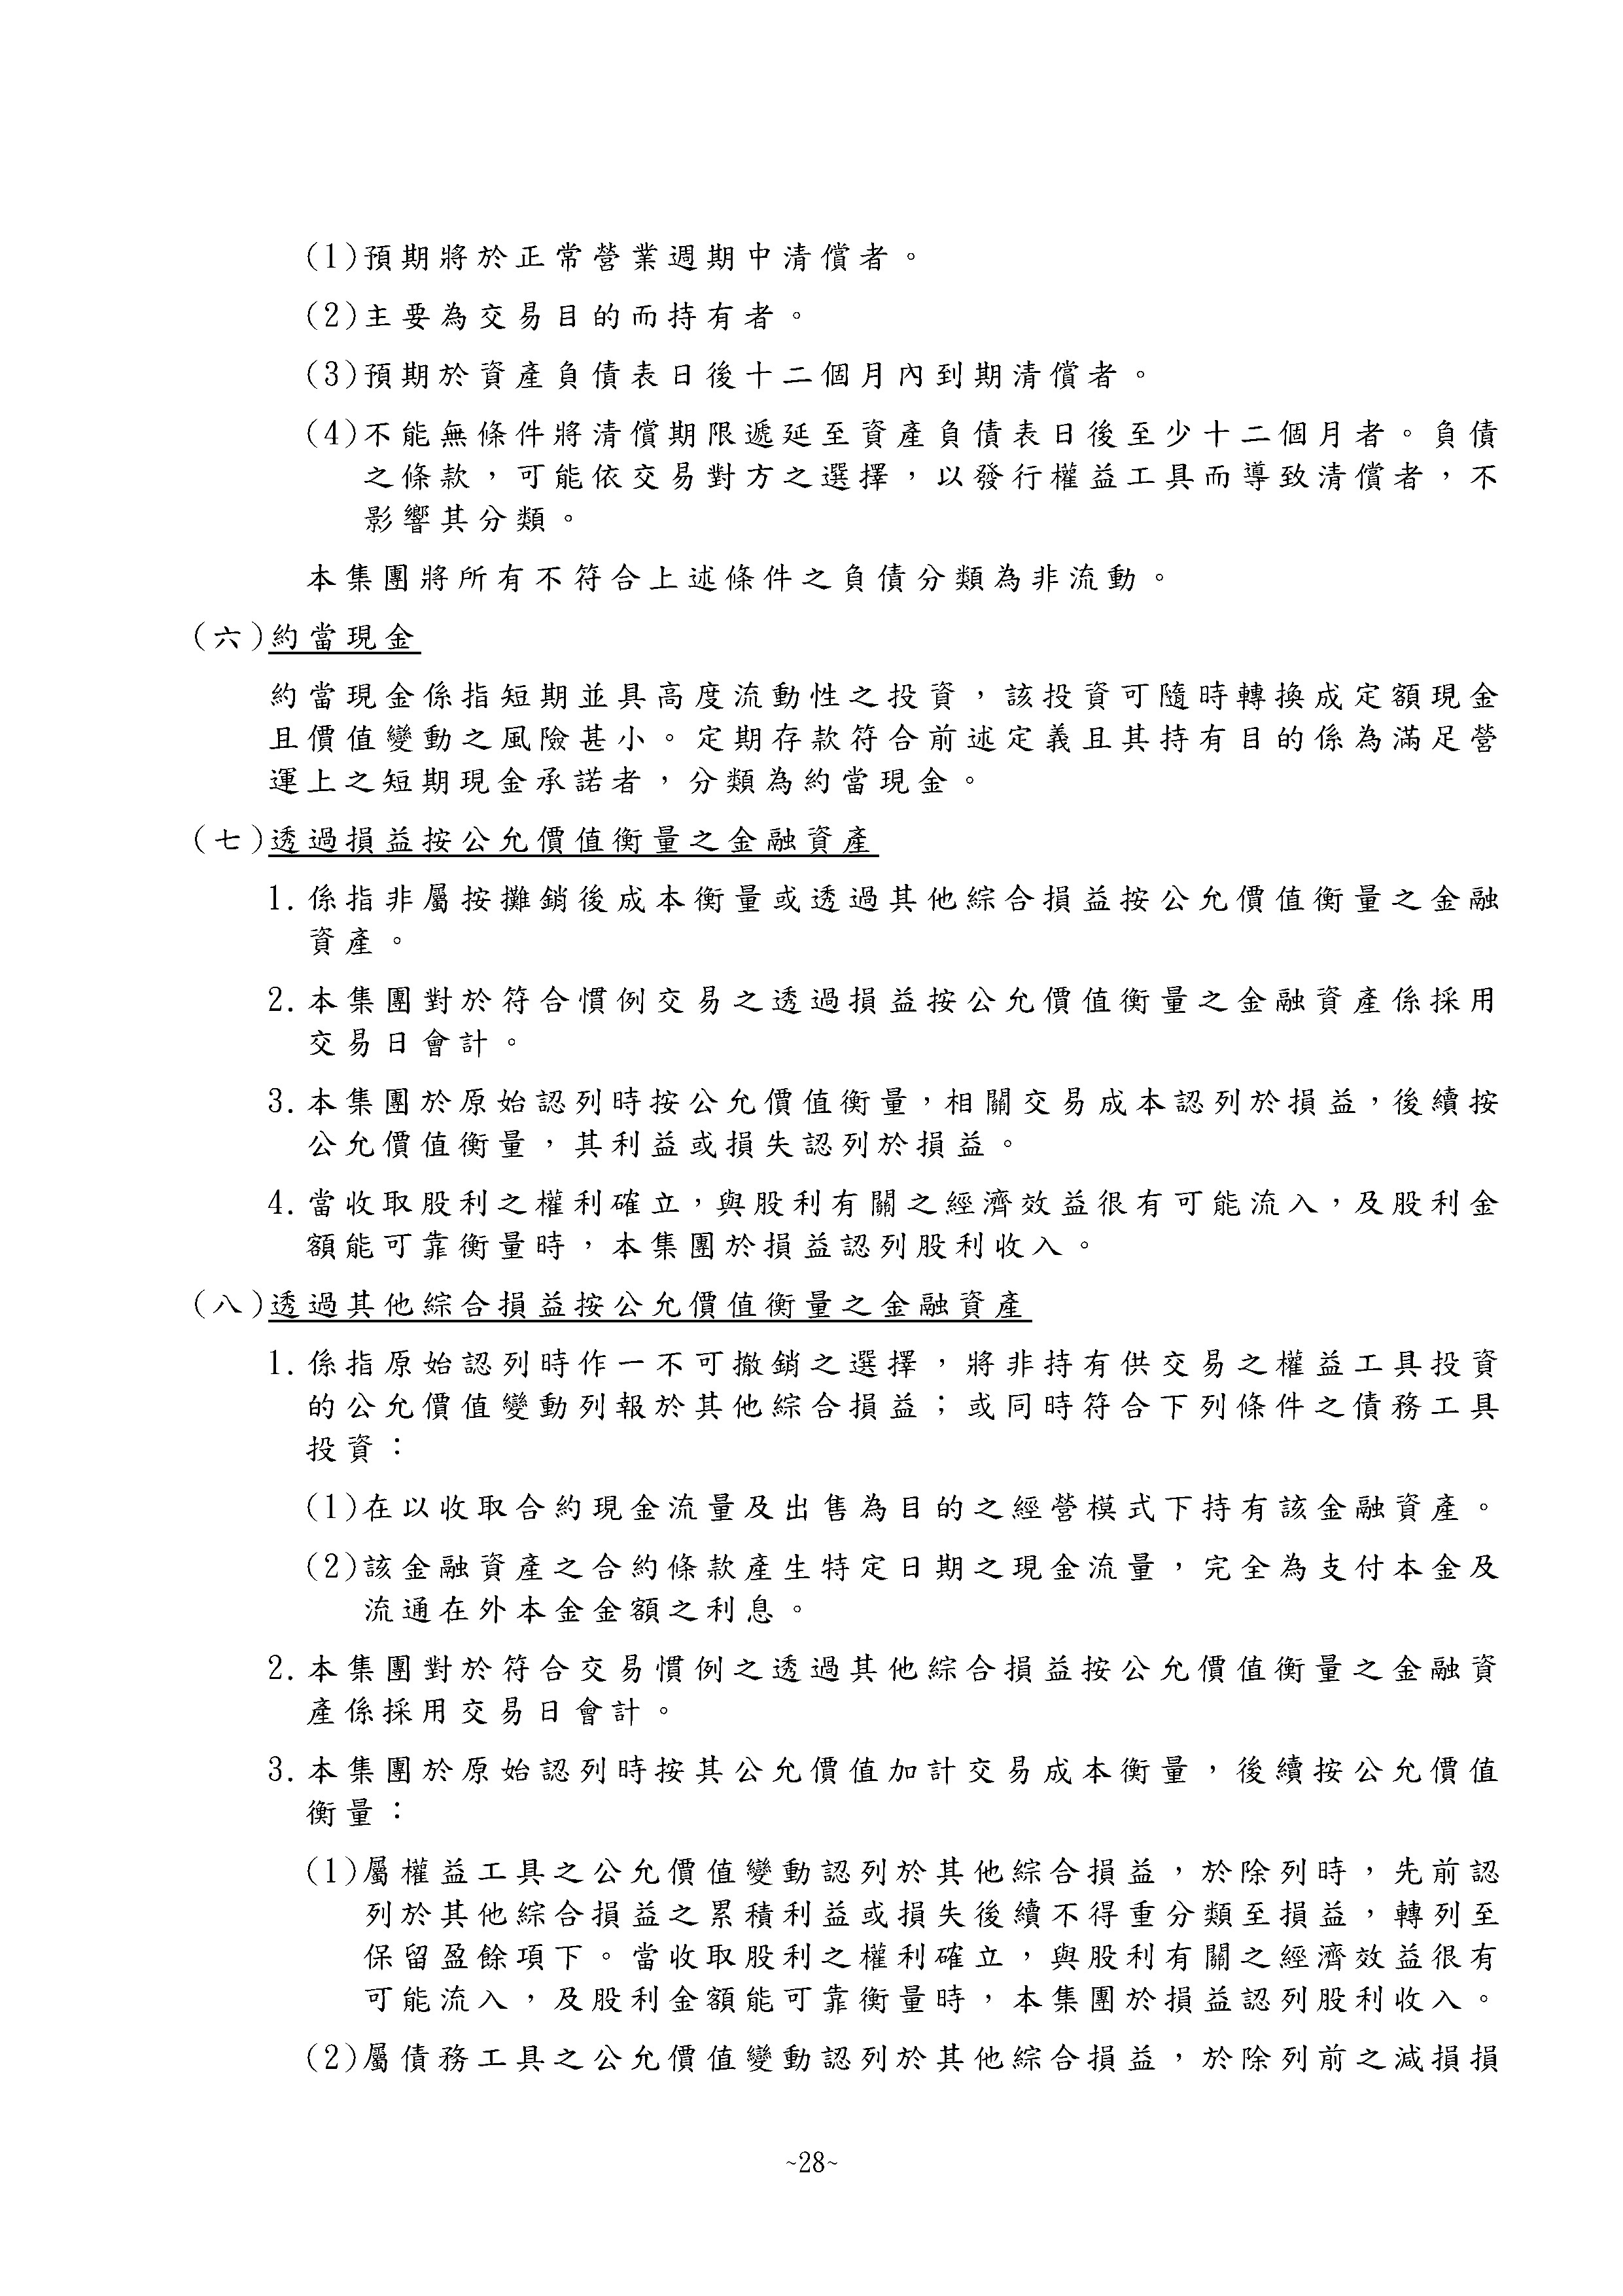 (1)預期將於正常營業週期中清償者。
(2)主要為交易目的而持有者。
(3)預期於資產負債表日後十二個月內到期清償者。
(4)不能無條件將清償期限遞延至資產負債表日後至少十二個月者。負債
之條款，可能依交易對方之選擇，以發行權益工具而導致清償者，不
影響其分類。
本集團將所有不符合上述條件之負債分類為非流動。
(六)約當現金
約當現金係指短期並具高度流動性之投資，該投資可隨時轉換成定額現金
且價值變動之風險甚小。定期存款符合前述定義且其持有目的係為滿足營
運上之短期現金承諾者，分類為約當現金。
(七)透過損益按公允價值衡量之金融資產
1.係指非屬按攤銷後成本衡量或透過其他綜合損益按公允價值衡量之金融
資產。
2.本集團對於符合慣例交易之透過損益按公允價值衡量之金融資產係採用
交易日會計。
3.本集團於原始認列時按公允價值衡量，相關交易成本認列於損益，後續按
公允價值衡量，其利益或損失認列於損益。
4.當收取股利之權利確立，與股利有關之經濟效益很有可能流入，及股利金
額能可靠衡量時，本集團於損益認列股利收入。
(八)透過其他綜合損益按公允價值衡量之金融資產
1.係指原始認列時作一不可撤銷之選擇，將非持有供交易之權益工具投資
的公允價值變動列報於其他綜合損益；或同時符合下列條件之債務工具
投資：
(1)在以收取合約現金流量及出售為目的之經營模式下持有該金融資產。
(2)該金融資產之合約條款產生特定日期之現金流量，完全為支付本金及
流通在外本金金額之利息。
2.本集團對於符合交易慣例之透過其他綜合損益按公允價值衡量之金融資
產係採用交易日會計。
3.本集團於原始認列時按其公允價值加計交易成本衡量，後續按公允價值
衡量：
(1)屬權益工具之公允價值變動認列於其他綜合損益，於除列時，先前認
列於其他綜合損益之累積利益或損失後續不得重分類至損益，轉列至
保留盈餘項下。當收取股利之權利確立，與股利有關之經濟效益很有
可能流入，及股利金額能可靠衡量時，本集團於損益認列股利收入。
(2)屬債務工具之公允價值變動認列於其他綜合損益，於除列前之減損損
~28~